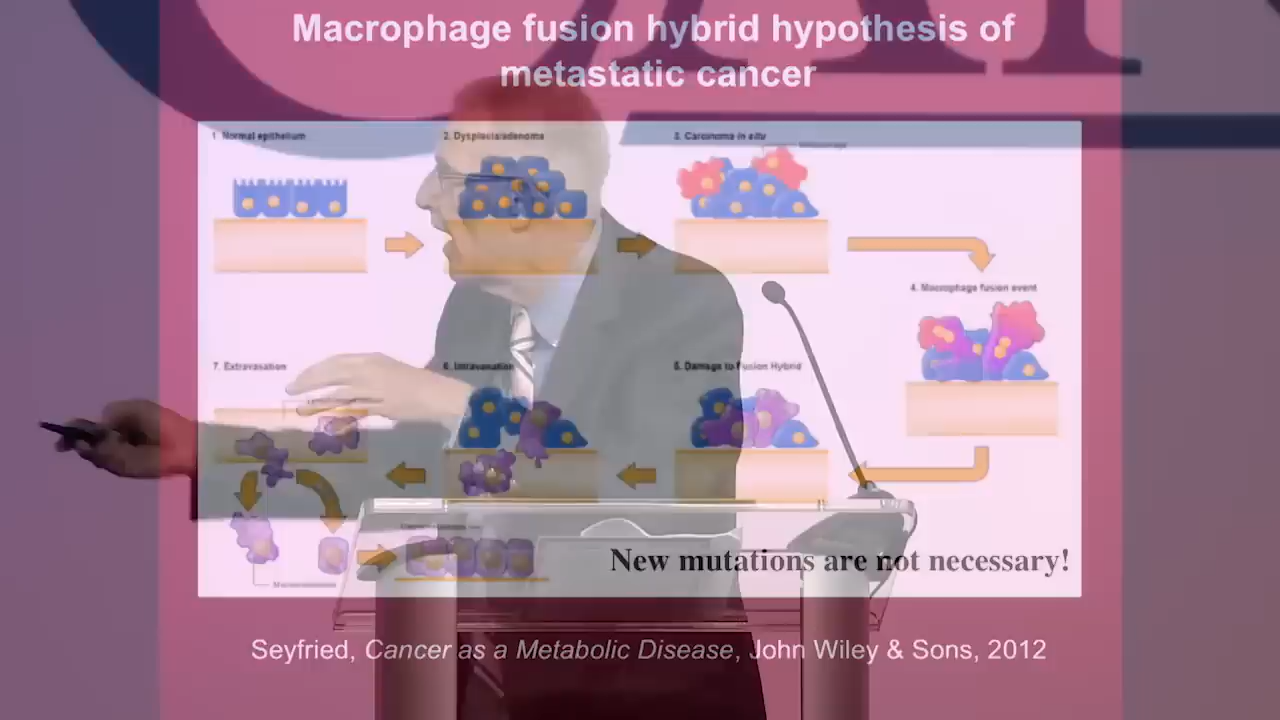 Macrophage fusion hybrid hypothesis of
metastatic cancer
1. Normal epithelium
2. Dysplasia/adenoma
3. Carcinoma in situ
4. Macrophage fusion event
7. Extravasation
6. Intravasation
5. Damage to Fusion Hybrid
New mutations are not necessary!
Seyfried, Cancer as a Metabolic Disease, John Wiley & Sons, 2012